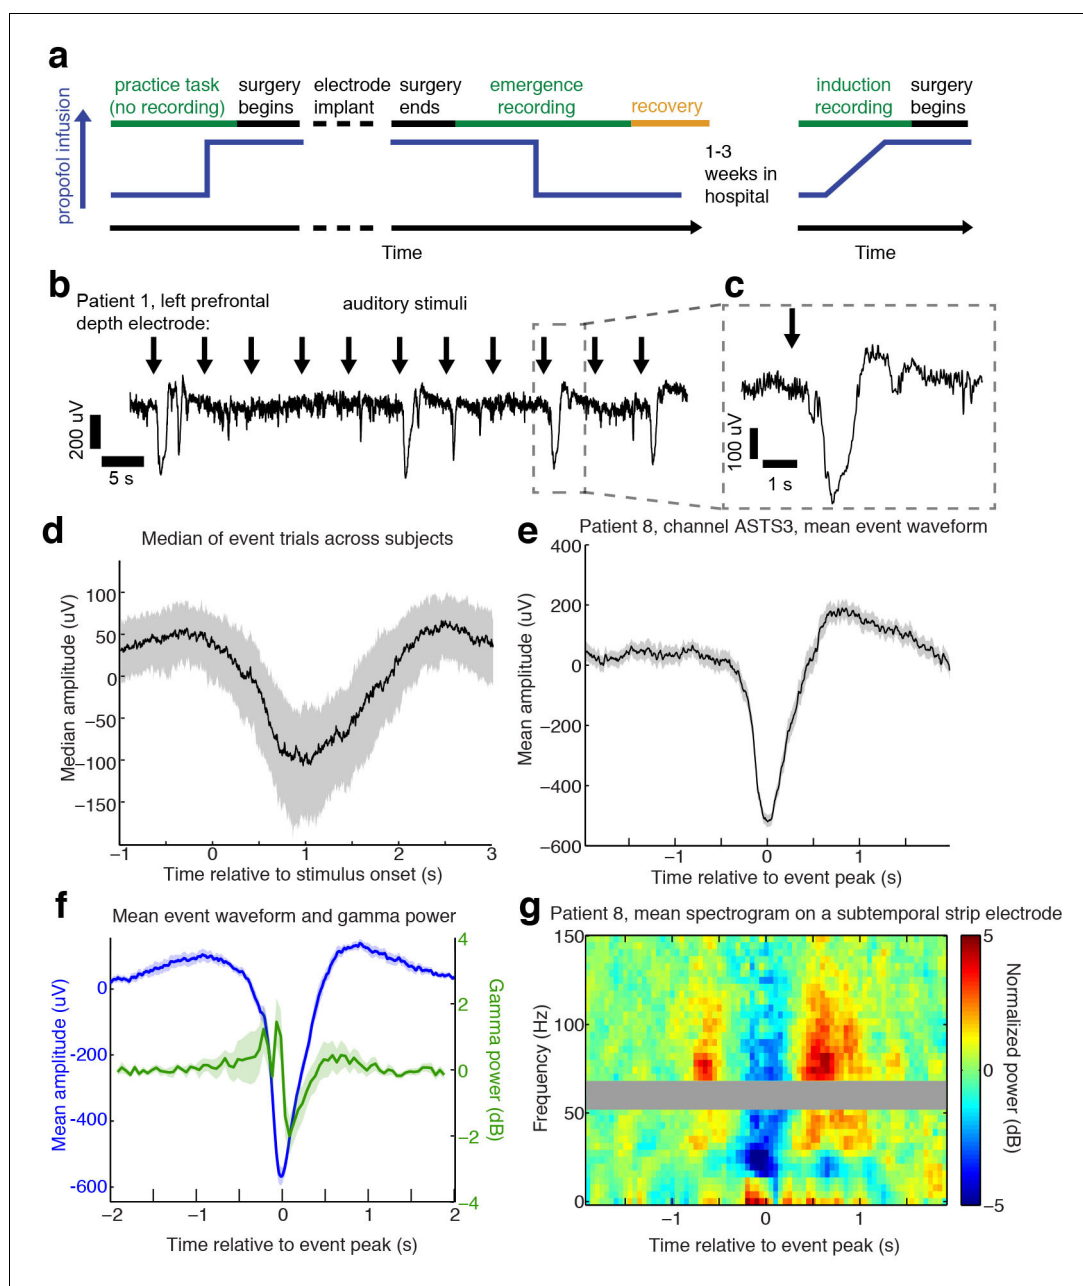 a
practice task
(no recording)
surgery
begins
electrode
implant
surgery
ends
emergence
recording
recovery
induction
recording
surgery
begins
propofol infusion
1-3
weeks in
hospital
Time
Time
b
Patient 1, left prefrontal
depth electrode:
auditory stimuli
200 uV
5 s
c
100 uV
1 s
d
Median of event trials across subjects
Median amplitude (uV)
100
50
0
−50
−100
−150
−1
0
1
2
3
Time relative to stimulus onset (s)
e
Patient 8, channel ASTS3, mean event waveform
Mean amplitude (uV)
400
200
0
−200
−400
−600
−1
0
1
Time relative to event peak (s)
f
Mean event waveform and gamma power
Mean amplitude (uV)
0
-200
-400
-600
4
2
0
−2
−4
Gamma power (dB)
−2
−1
0
1
2
Time relative to event peak (s)
g
Patient 8, mean spectrogram on a subtemporal strip electrode
Frequency (Hz)
150
100
50
0
−1
0
1
Time relative to event peak (s)
5
0
−5
Normalized power (dB)